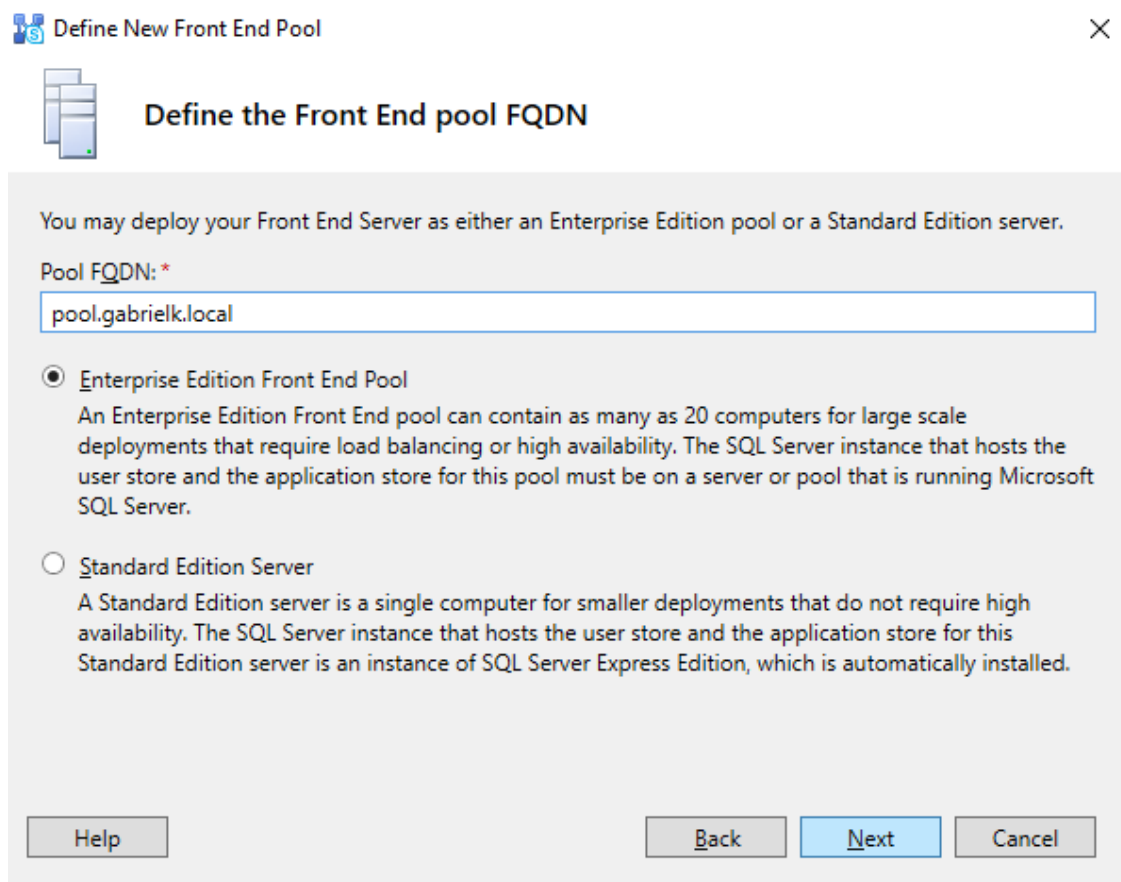 Define New Front End Pool
Define the Front End pool FQDN
You may deploy your Front End Server as either an Enterprise Edition pool or a Standard Edition server.
Pool FQDN: *
pool.gabrielk.local
Enterprise Edition Front End Pool
An Enterprise Edition Front End pool can contain as many as 20 computers for large scale
deployments that require load balancing or high availability. The SQL Server instance that hosts the
user store and the application store for this pool must be on a server or pool that is running Microsoft
SQL Server.
Standard Edition Server
A Standard Edition server is a single computer for smaller deployments that do not require high
availability. The SQL Server instance that hosts the user store and the application store for this
Standard Edition server is an instance of SQL Server Express Edition, which is automatically installed.
Help Back Next Cancel